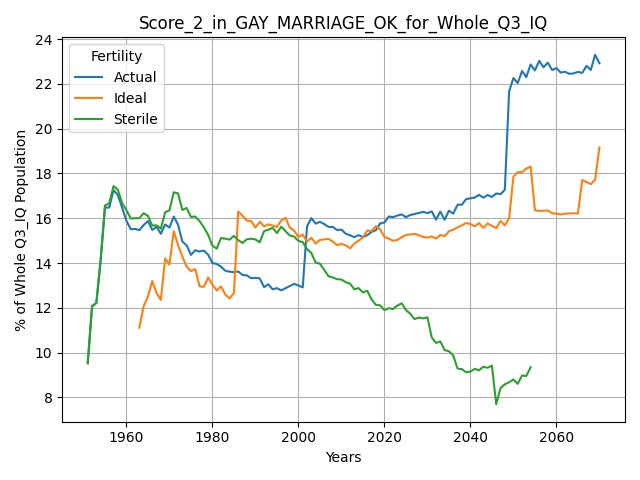 Score_2_in_GAY_MARRIAGE_OK_for_Whole_Q3_IQ
Fertility
Actual
Ideal
Sterile
% of Whole Q3_IQ Population
24
22
20
18
16
14
12
10
8
1960 1980 2000 2020 2040 2060
Years